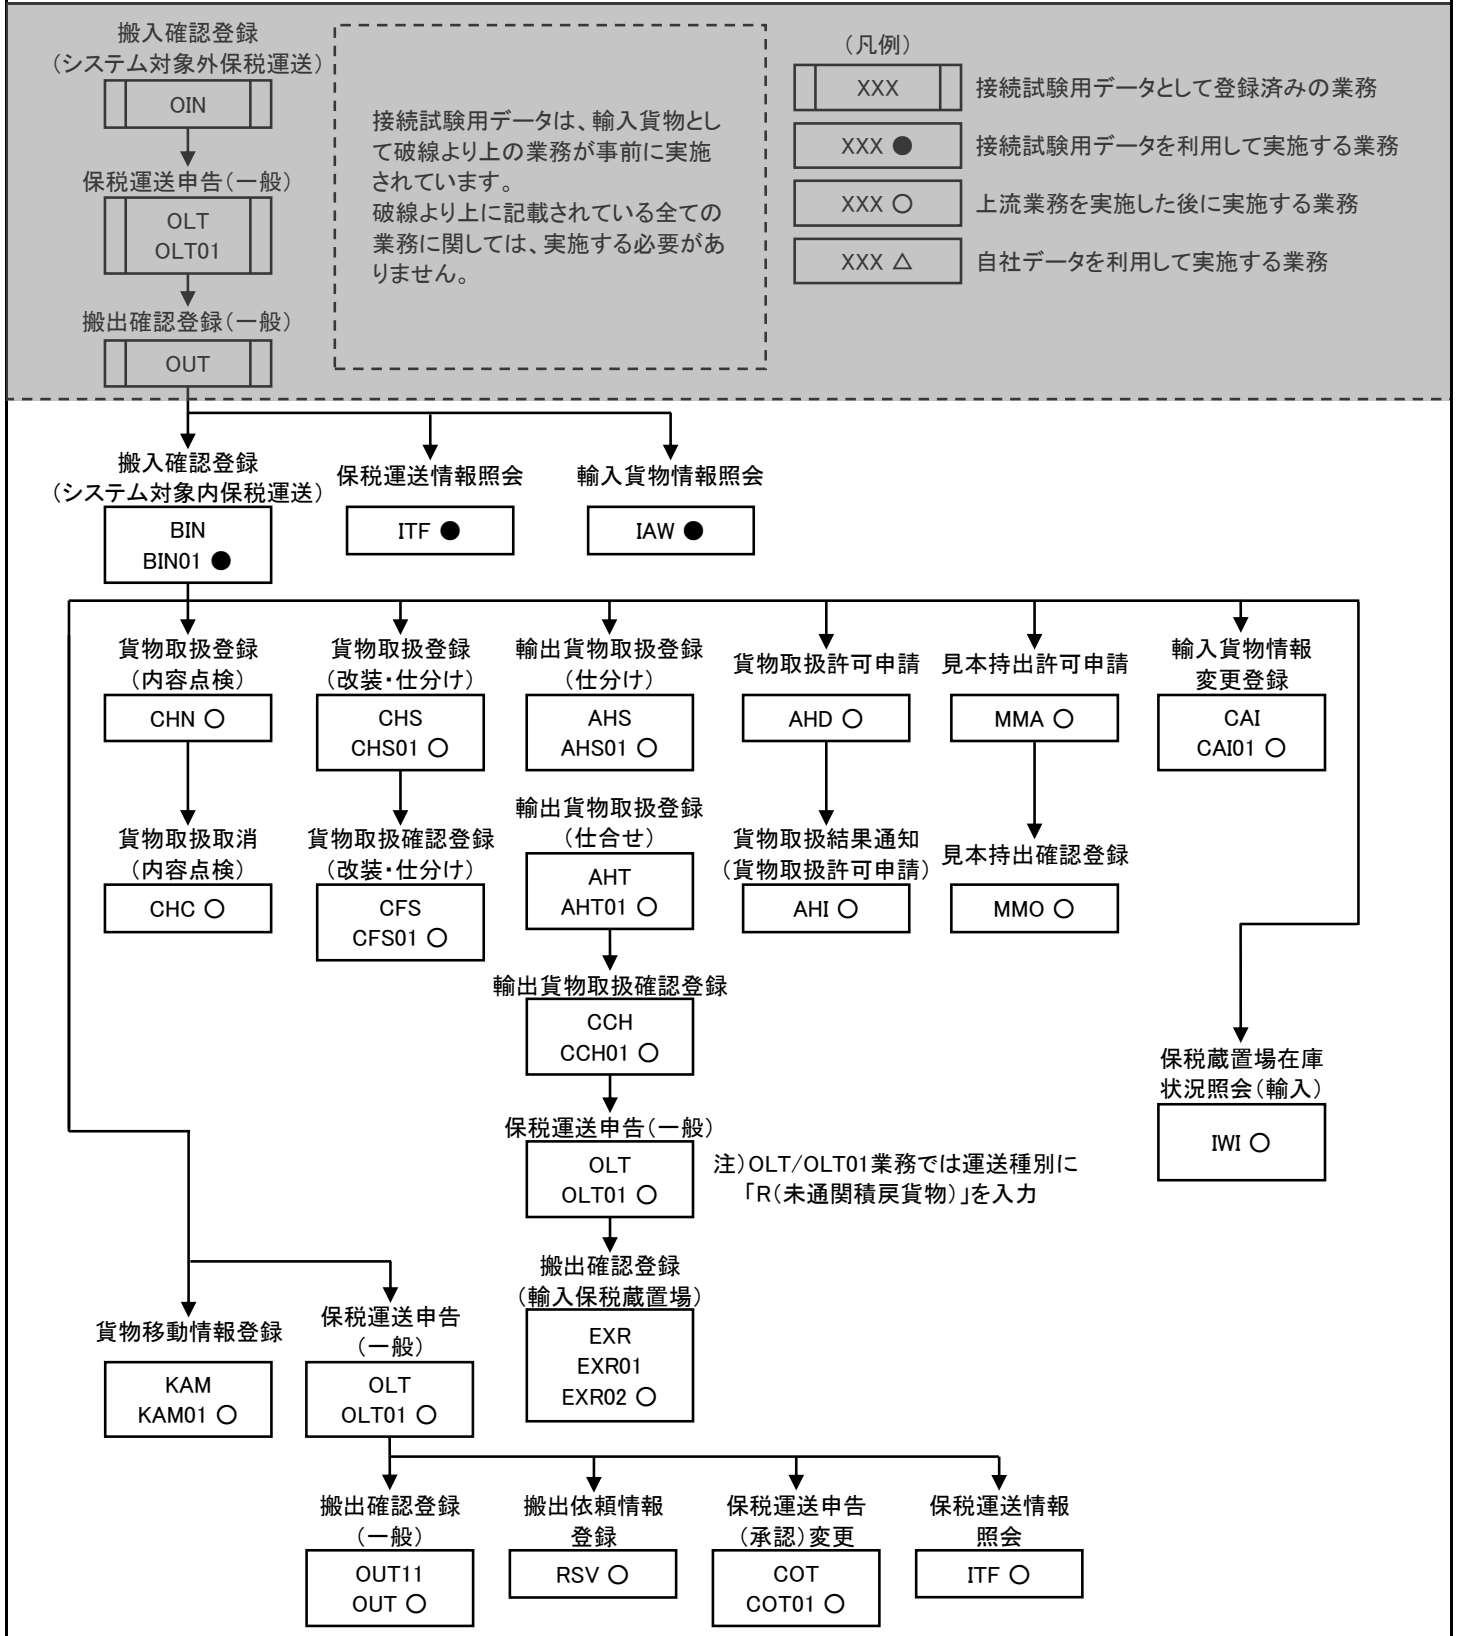 搬入確認登録
(システム対象外保税運送)
OIN
保税運送申告(一般)
OLT
OLT01
搬出確認登録(一般)
OUT
接続試験用データは、輸入貨物とし
て破線より上の業務が事前に実施
されています。
破線より上に記載されている全ての
業務に関しては、実施する必要があ
りません。
(凡例)
XXX
接続試験用データとして登録済みの業務
XXX ●
接続試験用データを利用して実施する業務
XXX ○
上流業務を実施した後に実施する業務
XXX △
自社データを利用して実施する業務
搬入確認登録
(システム対象内保税運送)
BIN
BIN01 ●
保税運送情報照会
ITF ●
輸入貨物情報照会
IAW ●
貨物取扱登録
(内容点検)
CHN ○
貨物取扱登録
(改装・仕分け)
CHS
CHS01 ○
輸出貨物取扱登録
(仕分け)
AHS
AHS01 ○
貨物取扱許可申請
AHD ○
見本持出許可申請
MMA ○
輸入貨物情報
変更登録
CAI
CAI01 ○
貨物取扱取消
(内容点検)
CHC ○
貨物取扱確認登録
(改装・仕分け)
CFS
CFS01 ○
輸出貨物取扱登録
(仕合せ)
AHT
AHT01 ○
貨物取扱結果通知
(貨物取扱許可申請)
AHI ○
見本持出確認登録
MMO ○
輸出貨物取扱確認登録
CCH
CCH01 ○
保税蔵置場在庫
状況照会(輸入)
IWI ○
保税運送申告(一般)
OLT
OLT01 ○
注)OLT/OLT01業務では運送種別に
「R(未通関積戻貨物)」を入力
搬出確認登録
(輸入保税蔵置場)
EXR
EXR01
EXR02 ○
貨物移動情報登録
KAM
KAM01 ○
保税運送申告
(一般)
OLT
OLT01 ○
搬出確認登録
(一般)
OUT11
OUT ○
搬出依頼情報
登録
RSV ○
保税運送申告
(承認)変更
COT
COT01 ○
保税運送情報
照会
ITF ○